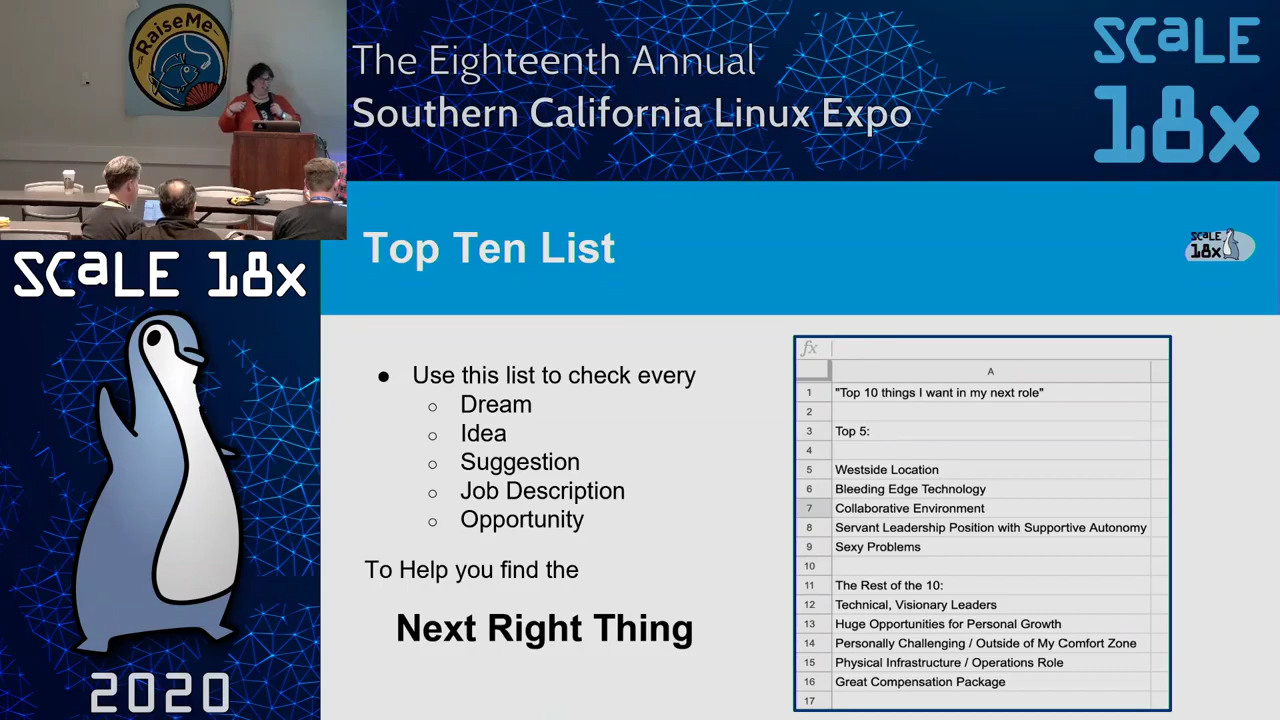 RaiseMe
The Eighteenth Annual
Southern California Linux Expo
SCaLE
18x
SCaLE 18x
2020
Top Ten List
SCaLE
18x
● Use this list to check every
○ Dream
○ Idea
○ Suggestion
○ Job Description
○ Opportunity
To Help you find the
Next Right Thing
fx
A
1 "Top 10 things I want in my next role"
2
3 Top 5:
4
5 Westside Location
6 Bleeding Edge Technology
7 Collaborative Environment
8 Servant Leadership Position with Supportive Autonomy
9 Sexy Problems
10
11 The Rest of the 10:
12 Technical, Visionary Leaders
13 Huge Opportunities for Personal Growth
14 Personally Challenging / Outside of My Comfort Zone
15 Physical Infrastructure / Operations Role
16 Great Compensation Package
17